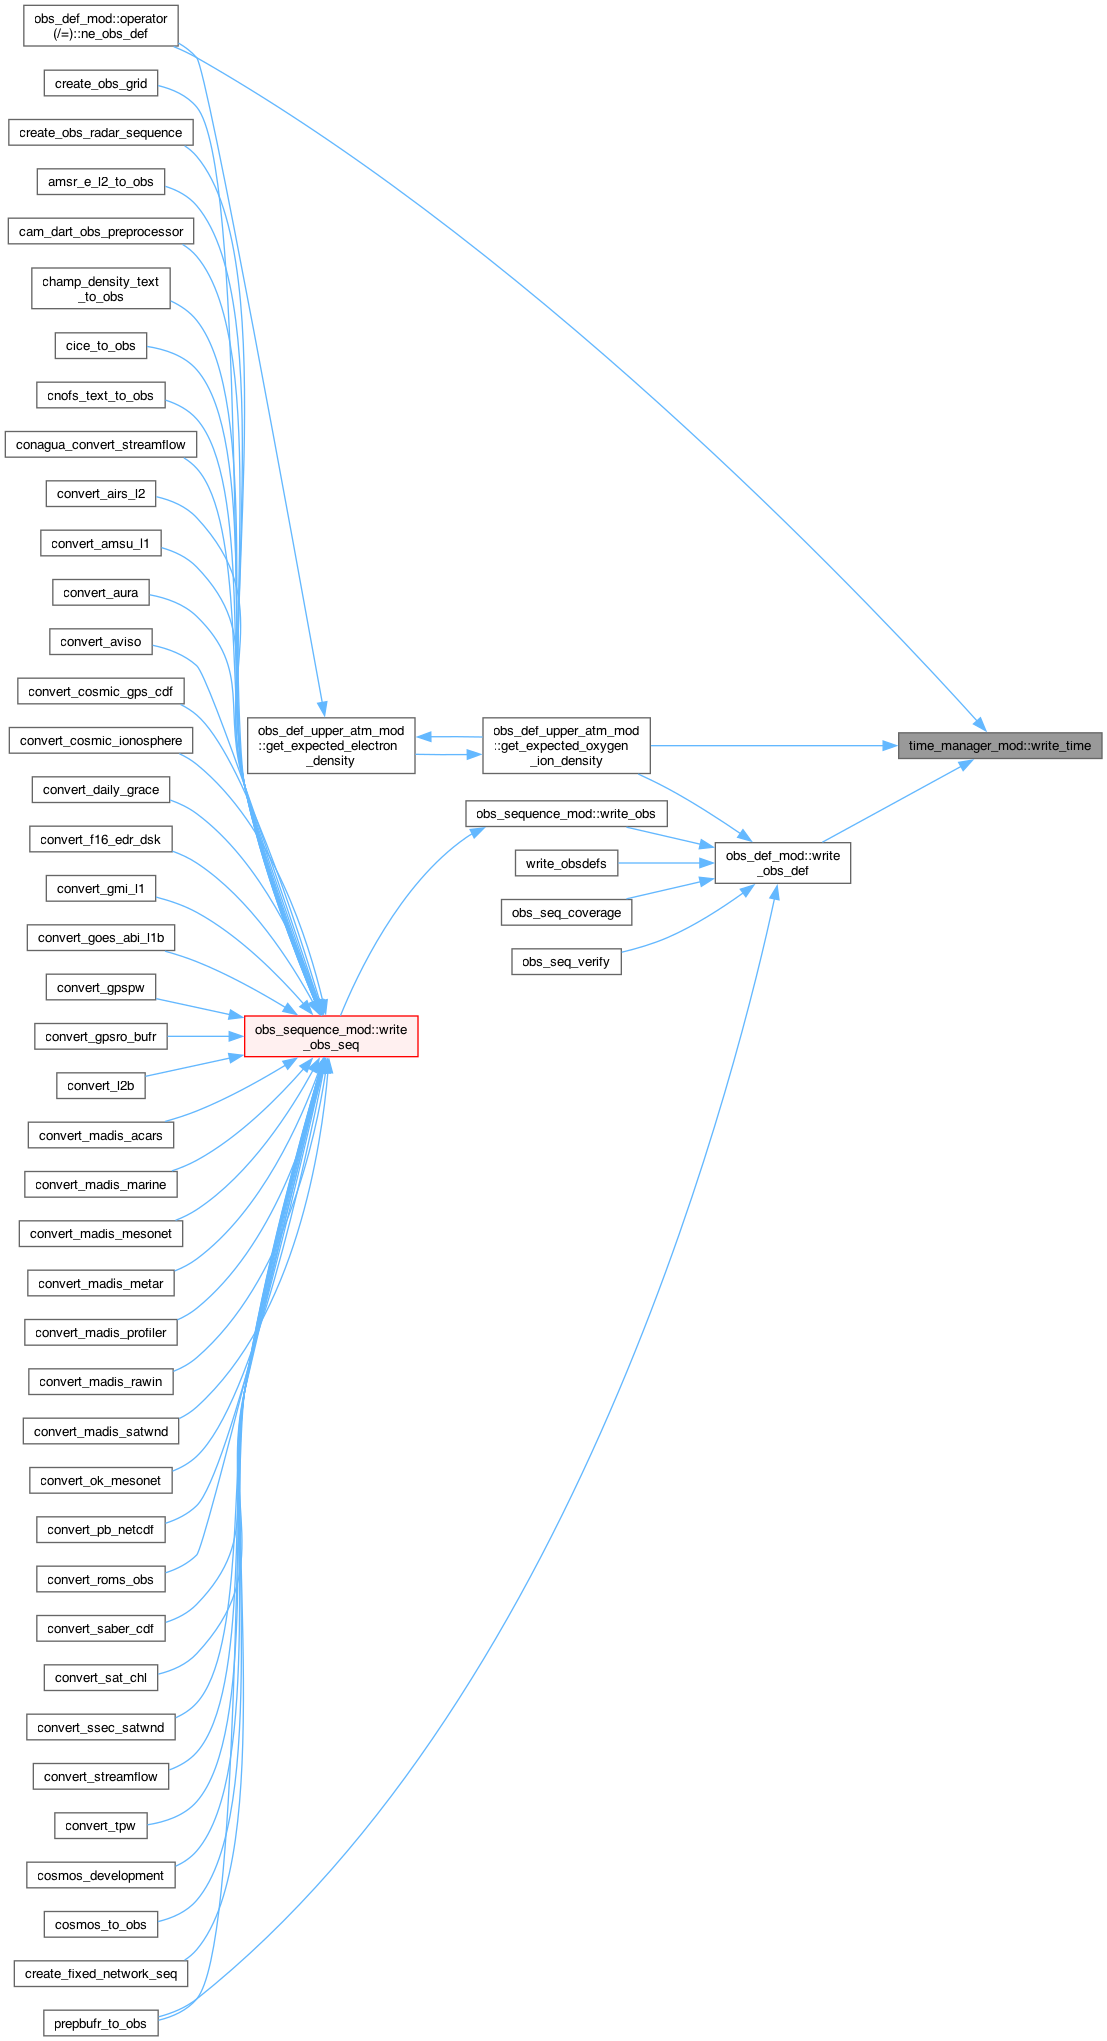 obs_def_mod::operator
(/=)::ne_obs_def
create_obs_grid
create_obs_radar_sequence
amsr_e_l2_to_obs
cam_dart_obs_preprocessor
champ_density_text
_to_obs
cice_to_obs
cnofs_text_to_obs
conagua_convert_streamflow
convert_airs_l2
convert_amsu_l1
convert_aura
convert_aviso
convert_cosmic_gps_cdf
convert_cosmic_ionosphere
convert_daily_grace
convert_f16_edr_dsk
convert_gmi_l1
convert_goes_abi_l1b
convert_gpspw
convert_gpsro_bufr
convert_l2b
convert_madis_acars
convert_madis_marine
convert_madis_mesonet
convert_madis_metar
convert_madis_profiler
convert_madis_rawin
convert_madis_satwnd
convert_ok_mesonet
convert_pb_netcdf
convert_roms_obs
convert_saber_cdf
convert_sat_chl
convert_ssec_satwnd
convert_streamflow
convert_tpw
cosmos_development
cosmos_to_obs
create_fixed_network_seq
prepbufr_to_obs
obs_def_upper_atm_mod
::get_expected_electron
_density
obs_sequence_mod::write
_obs_seq
obs_def_upper_atm_mod
::get_expected_oxygen
_ion_density
obs_sequence_mod::write_obs
write_obsdefs
obs_seq_coverage
obs_seq_verify
obs_def_mod::write
_obs_def
time_manager_mod::write_time